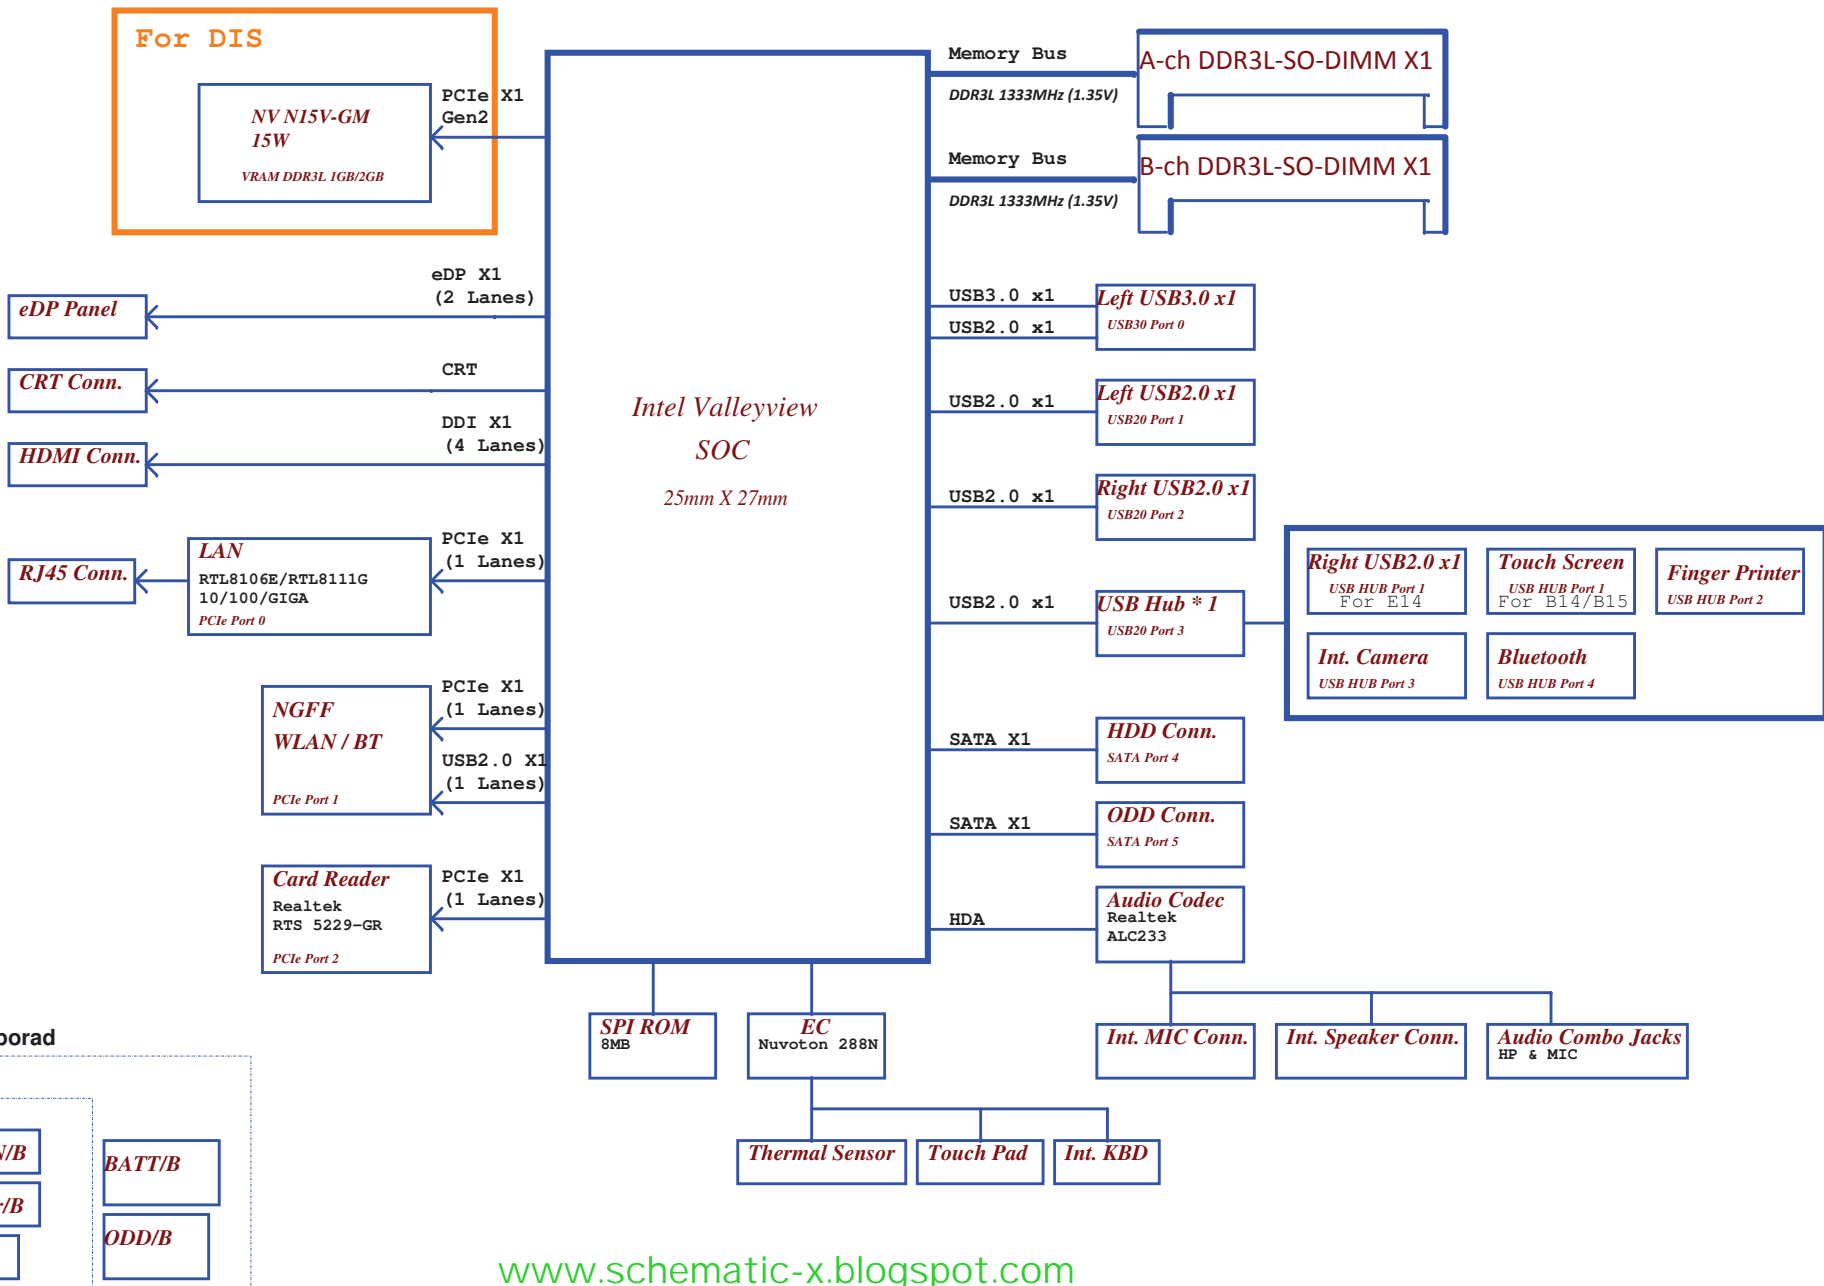 For DIS
NV N15V-GM
15W
VRAM DDR3L 1GB/2GB
PCIe X1
Gen2
Memory Bus
DDR3L 1333MHz (1.35V)
A-ch DDR3L-SO-DIMM X1
Memory Bus
DDR3L 1333MHz (1.35V)
B-ch DDR3L-SO-DIMM X1
eDP X1
(2 Lanes)
eDP Panel
CRT
CRT Conn.
DDI X1
(4 Lanes)
HDMI Conn.
PCIe X1
(1 Lanes)
RJ45 Conn.
LAN
RTL8106E/RTL8111G
10/100/GIGA
PCIe Port 0
PCIe X1
(1 Lanes)
NGFF
WLAN / BT
USB2.0 X1
(1 Lanes)
PCIe Port 1
Card Reader
Realtek
RTS 5229-GR
PCIe Port 2
PCIe X1
(1 Lanes)
Intel Valleyview
SOC
25mm X 27mm
USB3.0 x1
USB2.0 x1
Left USB3.0 x1
USB30 Port 0
USB2.0 x1
Left USB2.0 x1
USB20 Port 1
USB2.0 x1
Right USB2.0 x1
USB20 Port 2
USB2.0 x1
USB Hub * 1
USB20 Port 3
Right USB2.0 x1
USB HUB Port 1
For E14
Touch Screen
USB HUB Port 1
For B14/B15
Finger Printer
USB HUB Port 2
Int. Camera
USB HUB Port 3
Bluetooth
USB HUB Port 4
SATA X1
HDD Conn.
SATA Port 4
SATA X1
ODD Conn.
SATA Port 5
HDA
Audio Codec
Realtek
ALC233
SPI ROM
8MB
EC
Nuvoton 288N
Int. MIC Conn.
Int. Speaker Conn.
Audio Combo Jacks
HP & MIC
Thermal Sensor
Touch Pad
Int. KBD
orad
/B
BATT/B
/B
ODD/B
www.schematic-x.blogspot.com